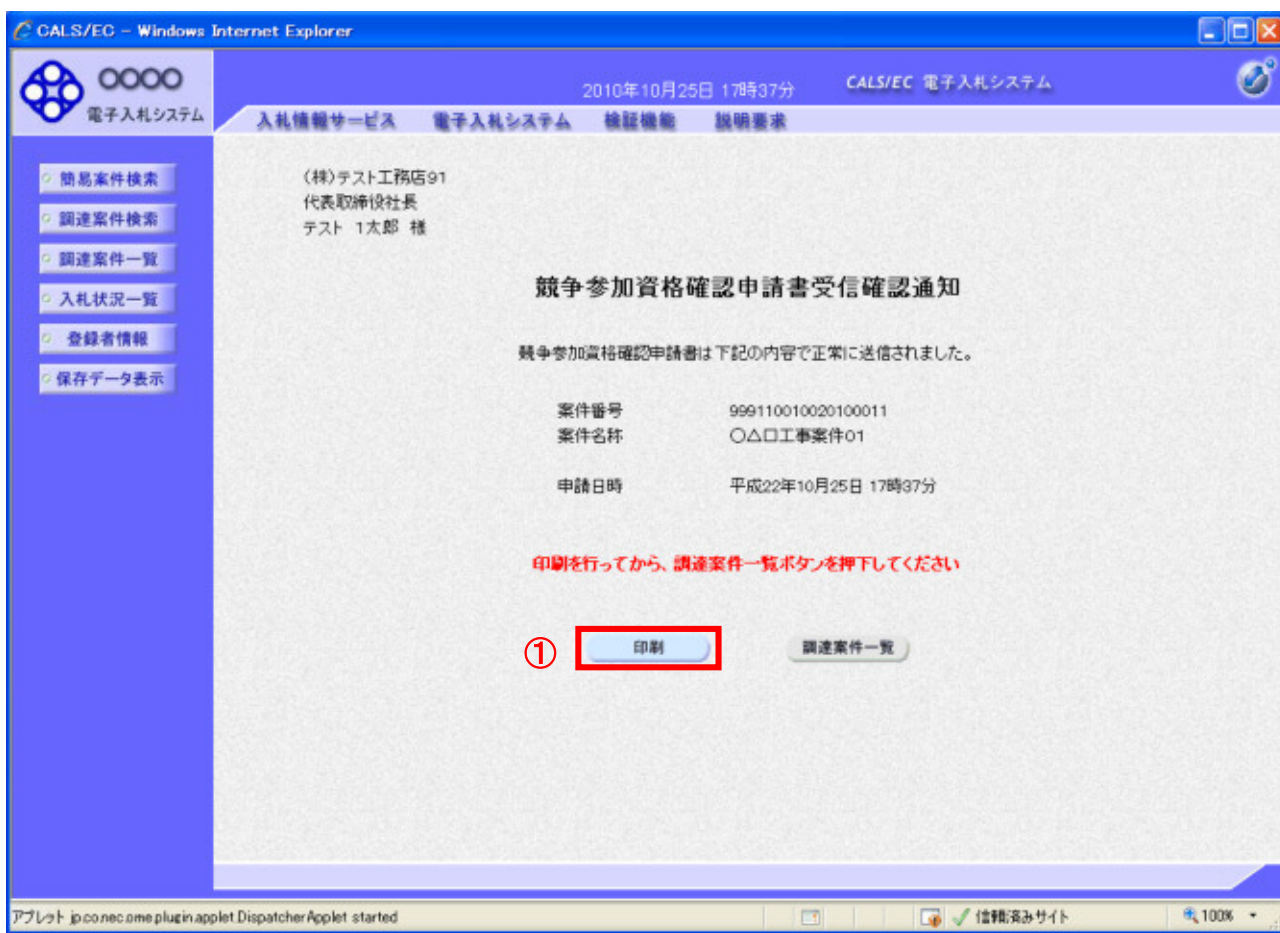 CALS/EC - Windows Internet Explorer
○○○○
電子入札システム
2010年10月25日 17時37分
CALS/EC 電子入札システム
入札情報サービス 電子入札システム 検証機能 説明要求
簡易案件検索
調達案件検索
調達案件一覧
入札状況一覧
登録者情報
保存データ表示
(株)テスト工務店91
代表取締役社長
テスト 1太郎 様
競争参加資格確認申請書受信確認通知
競争参加資格確認申請書は下記の内容で正常に送信されました。
案件番号 999110010020100011
案件名称 ○△口工事案件01
申請日時 平成22年10月25日 17時37分
印刷を行ってから、調達案件一覧ボタンを押下してください
① 印刷 調達案件一覧
アプレット jp.co.nec.ome.plugin.applet.DispatcherApplet started
信頼済みサイト
100%